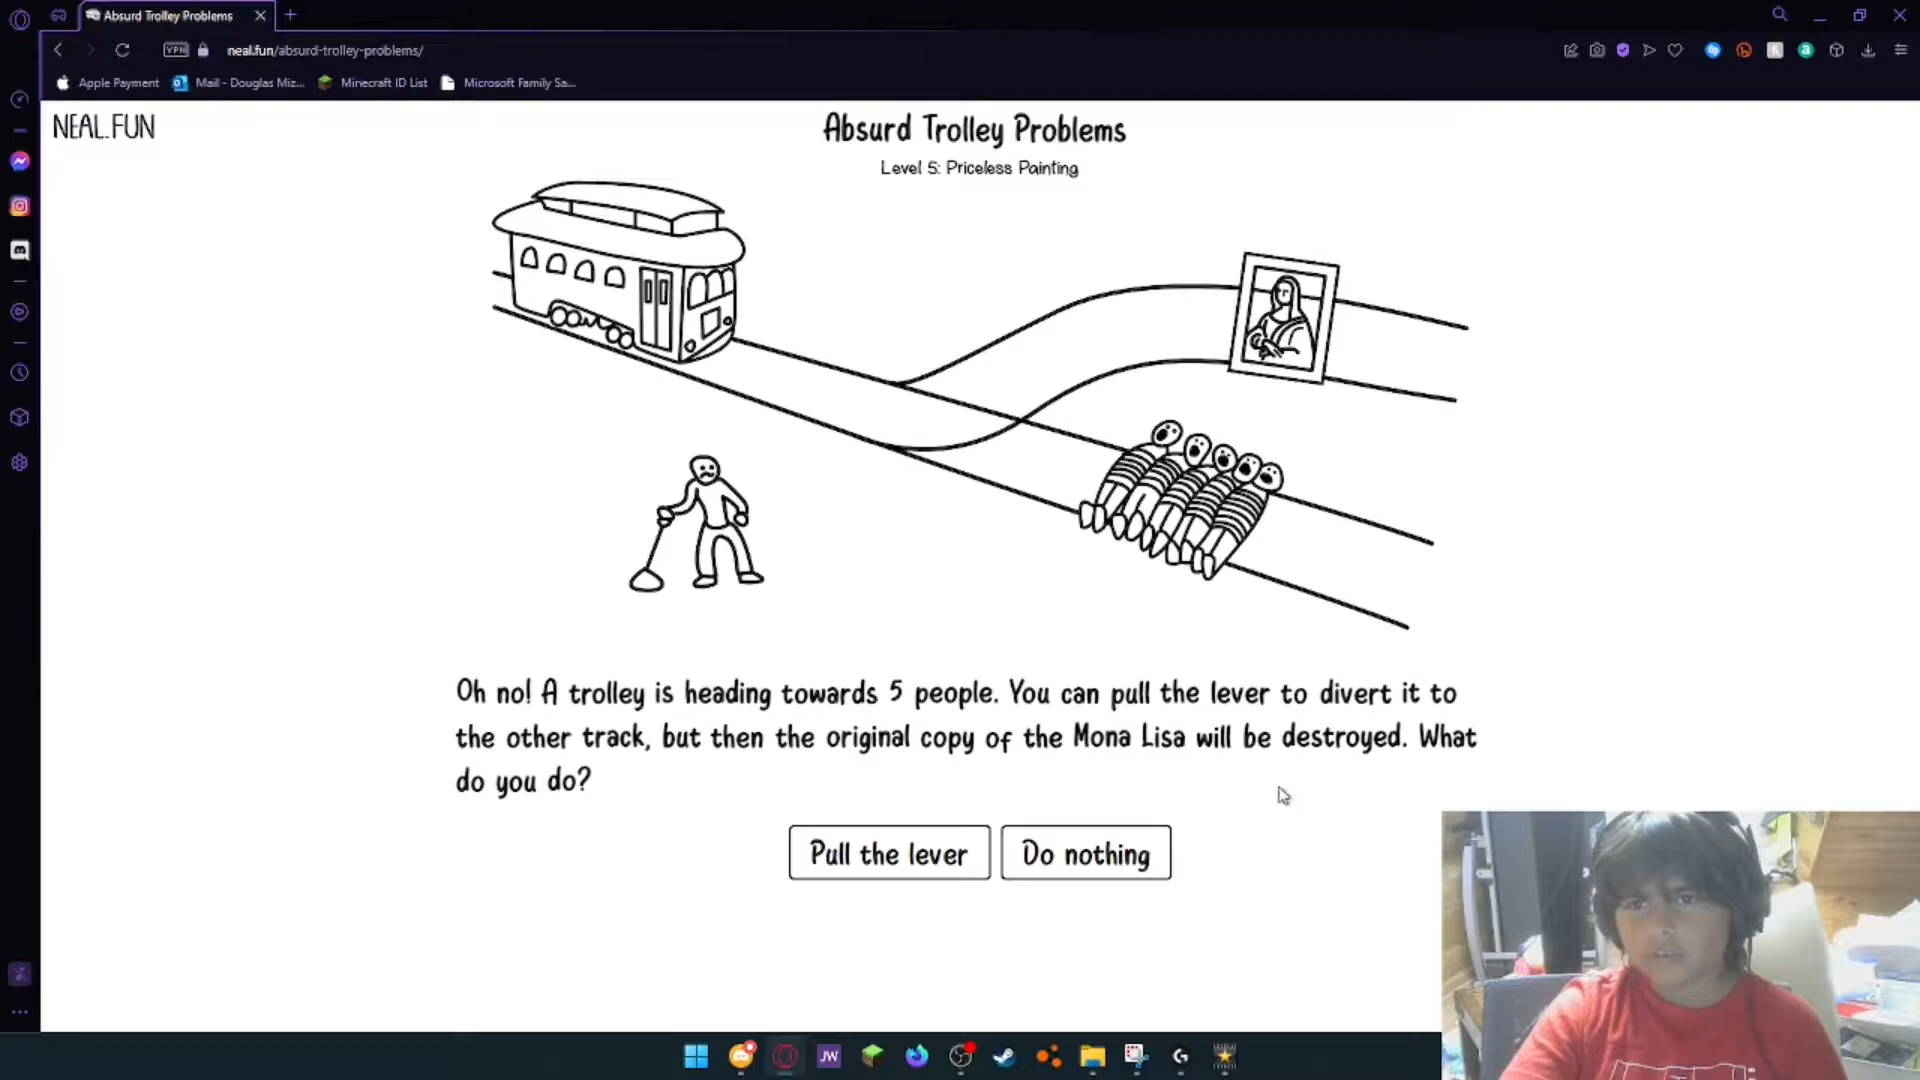 Absurd Trolley Problems
VPN
neal.fun/absurd-trolley-problems/
Apple Payment
Mail - Douglas Miz...
Minecraft ID List
Microsoft Family Sa...
NEAL.FUN
Absurd Trolley Problems
Level 5: Priceless Painting
Oh no! A trolley is heading towards 5 people. You can pull the lever to divert it to
the other track, but then the original copy of the Mona Lisa will be destroyed. What
do you do?
Pull the lever
Do nothing
JW